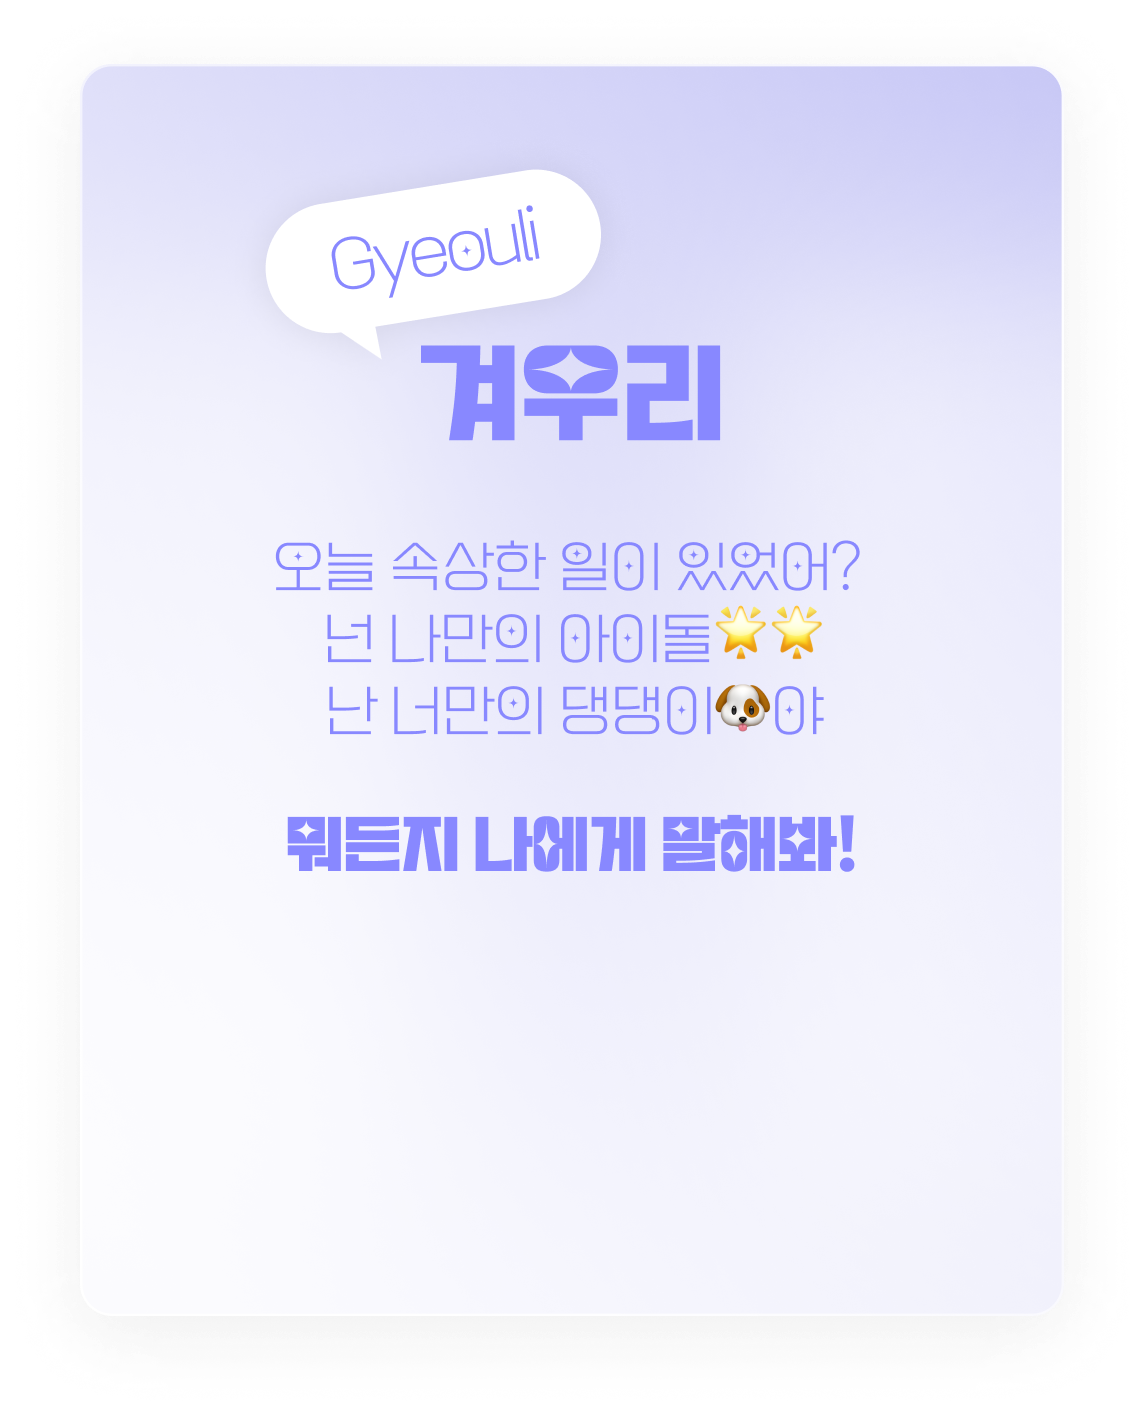 Gyeouli
겨우리
오늘 속상한 일이 있었어?
넌 나만의 아이돌🌟🌟
난 너만의 댕댕이🐶야
뭐든지 나에게 말해봐!